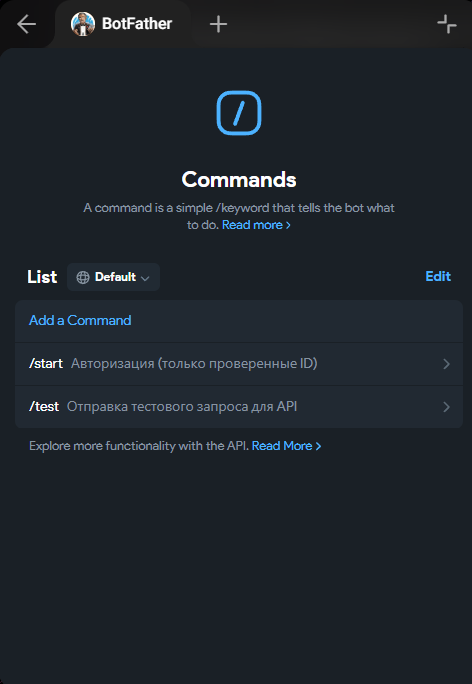 BotFather
Commands
A command is a simple /keyword that tells the bot what
to do. Read more >
List Default Edit
Add a Command
/start Авторизация (только проверенные ID)
/test Отправка тестового запроса для API
Explore more functionality with the API. Read More >